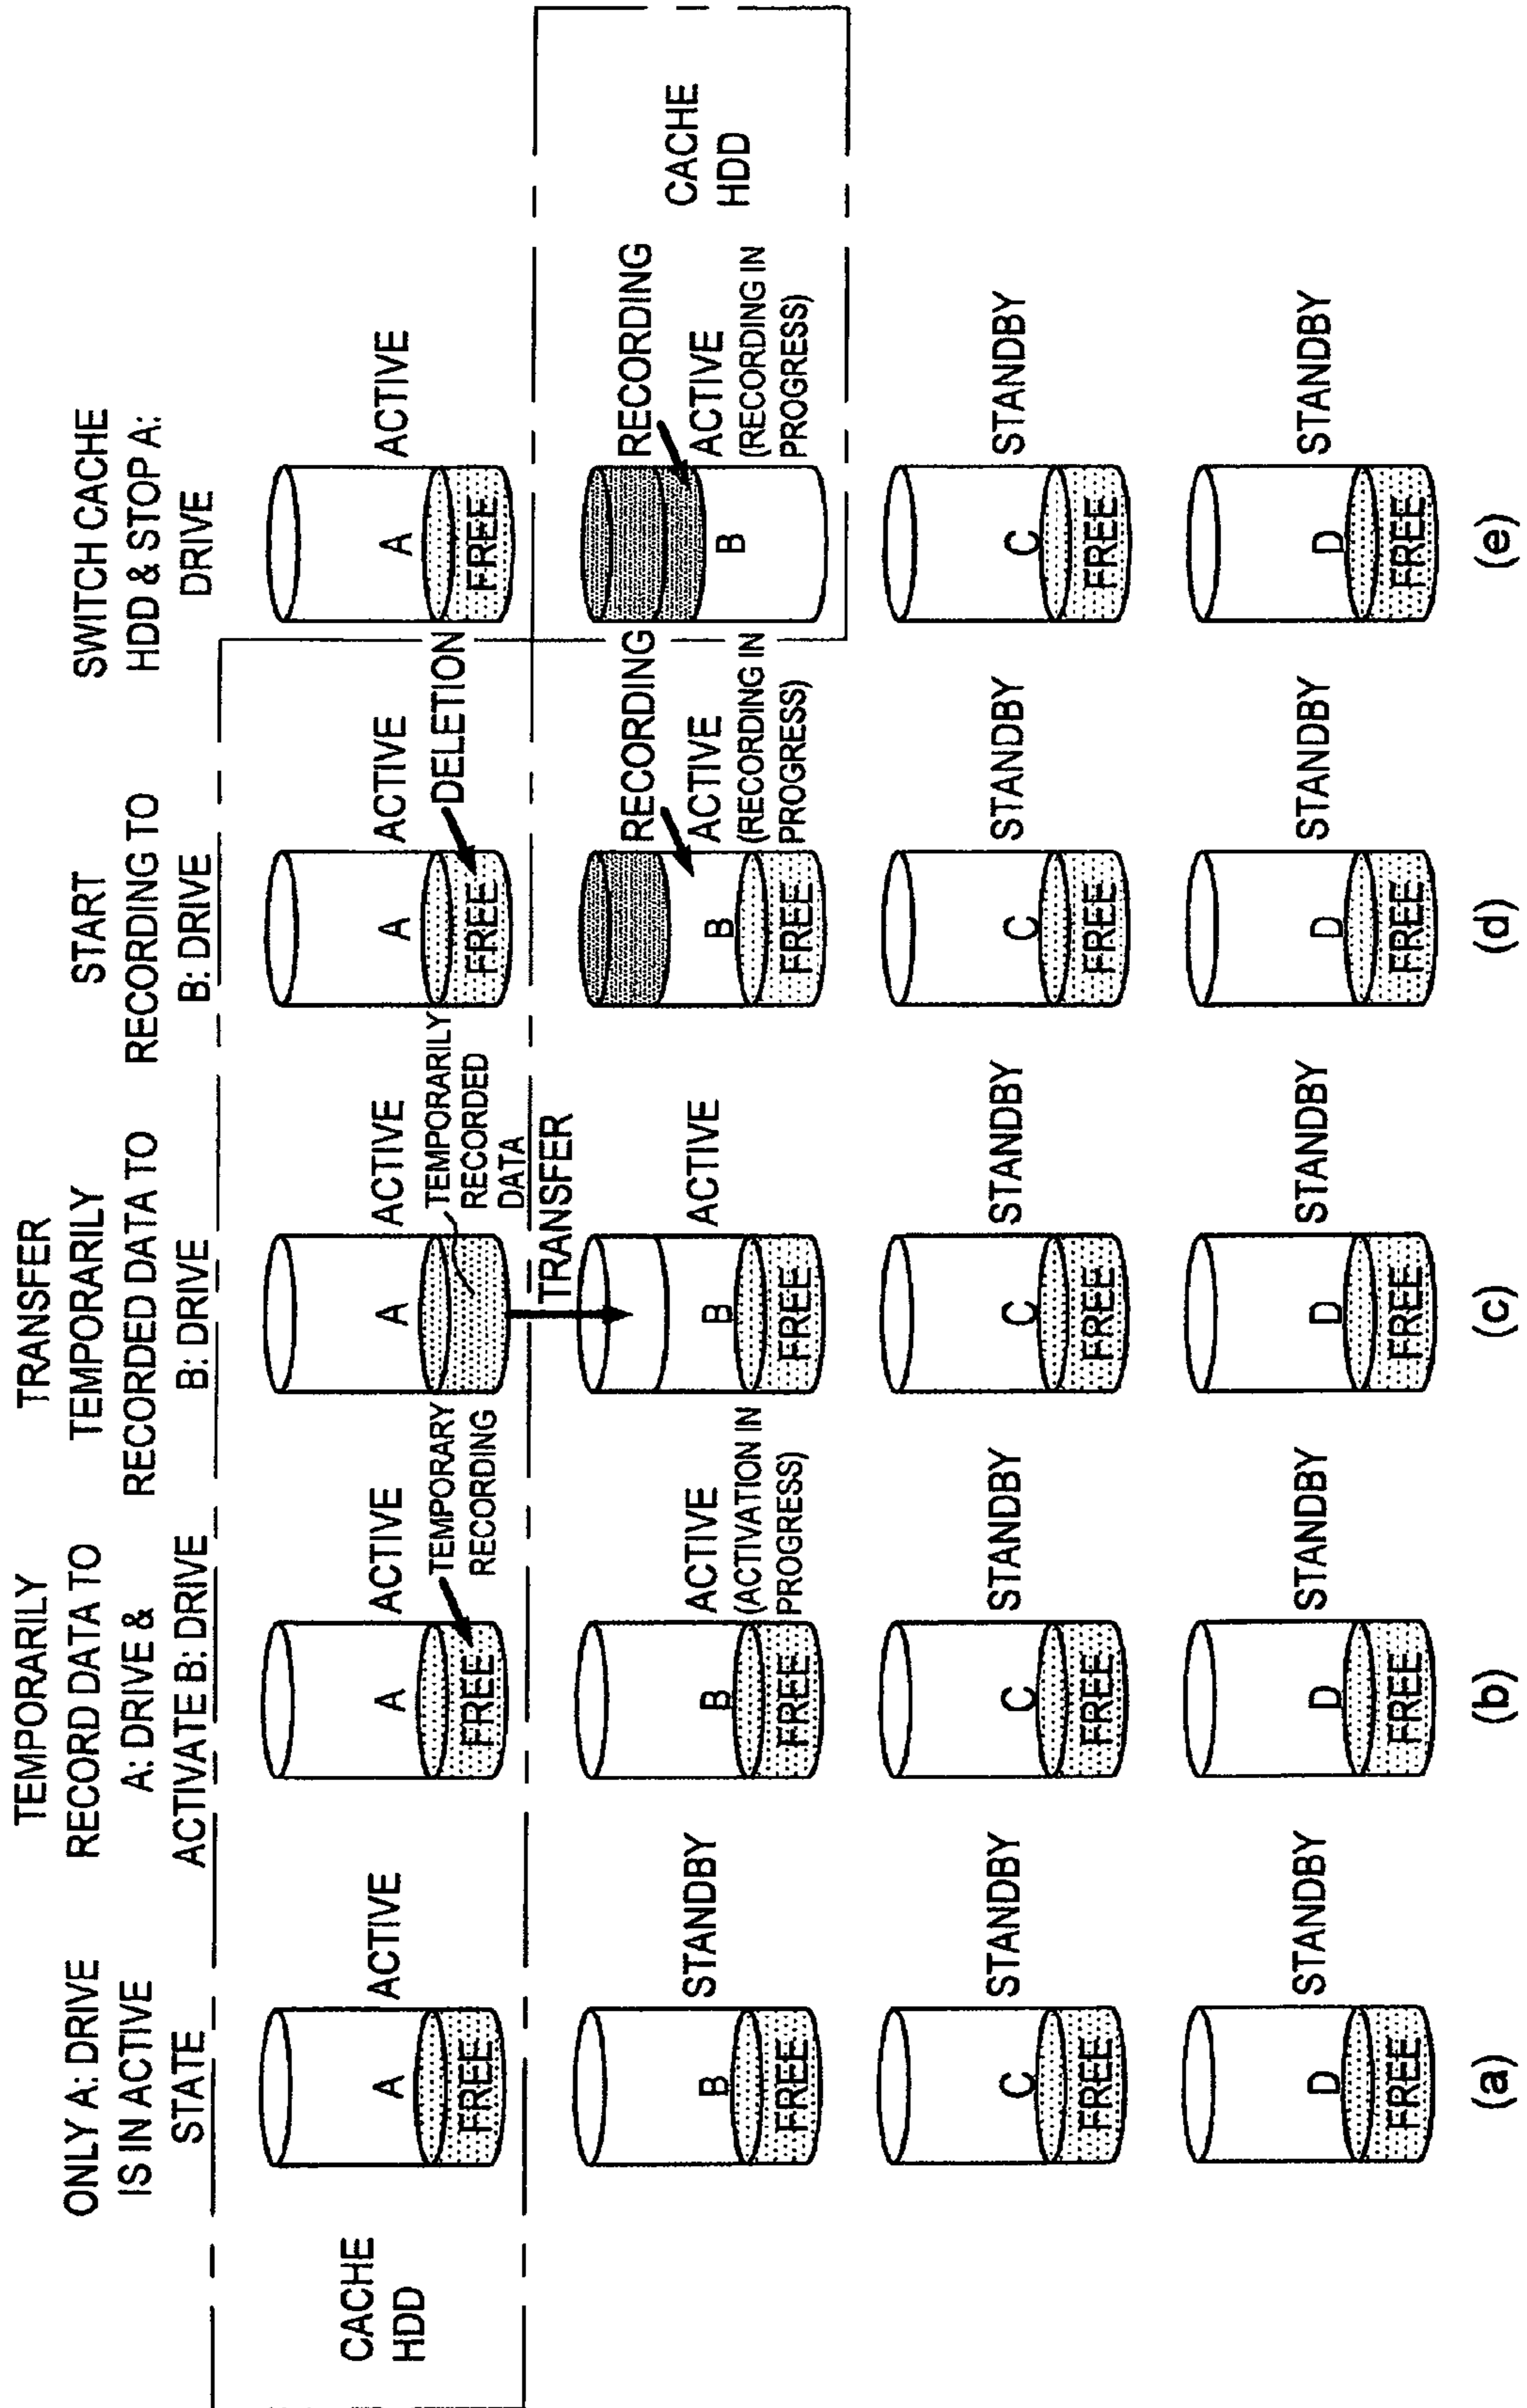 ONLY A: DRIVE
IS IN ACTIVE
STATE
TEMPORARILY
RECORD DATA TO
A: DRIVE &
ACTIVATE B: DRIVE
TRANSFER
TEMPORARILY
RECORDED DATA TO
B: DRIVE
START
RECORDING TO
B: DRIVE
SWITCH CACHE
HDD & STOP A:
DRIVE
CACHE
HDD
A
FREE
ACTIVE
A
FREE
ACTIVE
TEMPORARY
RECORDING
A
ACTIVE
TEMPORARILY
RECORDED
DATA
TRANSFER
A
FREE
ACTIVE
DELETION
A
FREE
ACTIVE
B
FREE
STANDBY
B
FREE
ACTIVE
(ACTIVATION IN
PROGRESS)
B
FREE
ACTIVE
B
FREE
RECORDING
ACTIVE
(RECORDING IN
PROGRESS)
B
RECORDING
ACTIVE
(RECORDING IN
PROGRESS)
CACHE
HDD
C
FREE
STANDBY
C
FREE
STANDBY
C
FREE
STANDBY
C
FREE
STANDBY
C
FREE
STANDBY
D
FREE
STANDBY
D
FREE
STANDBY
D
FREE
STANDBY
D
FREE
STANDBY
D
FREE
STANDBY
(a)
(b)
(c)
(d)
(e)